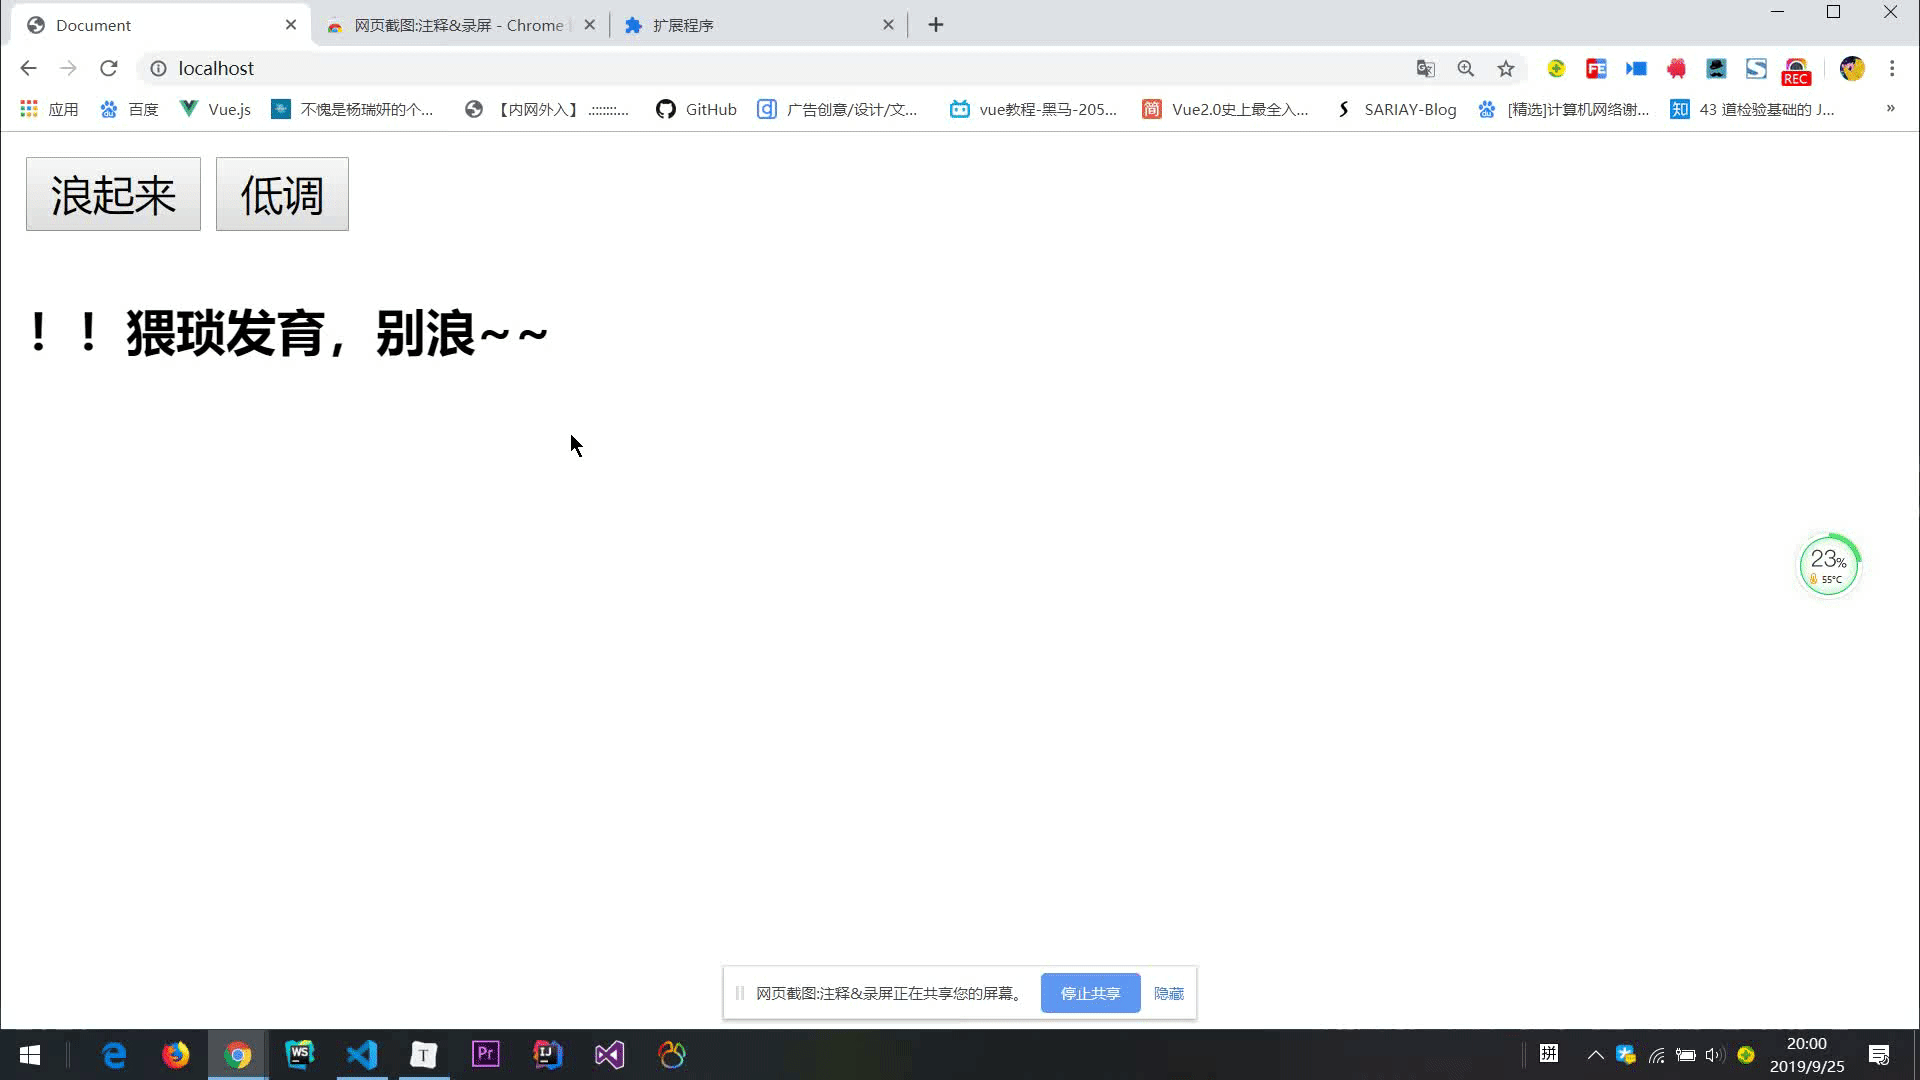 Document
网页截图:注释&录屏 - Chrome
扩展程序
localhost
REC
应用
百度
Vue.js
不愧是杨瑞妍的个...
【内网外入】 ::::::::...
GitHub
广告创意/设计/文...
vue教程-黑马-205...
简
Vue2.0史上最全入...
SARIAY-Blog
[精选]计算机网络谢...
知
43 道检验基础的 J...
»
浪起来
低调
！！猥琐发育，别浪~~
23%
55°C
网页截图:注释&录屏正在共享您的屏幕。
停止共享
隐藏
WS
T
Pr
IJ
拼
20:00
2019/9/25